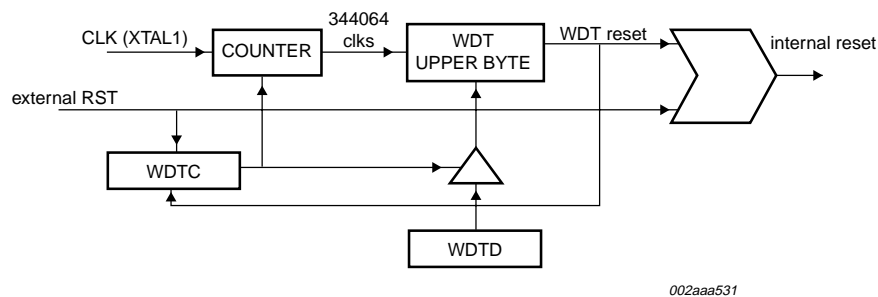 CLK (XTAL1)
COUNTER
344064
clks
WDT
UPPER BYTE
WDT reset
internal reset
external RST
WDTC
WDTD
002aaa531